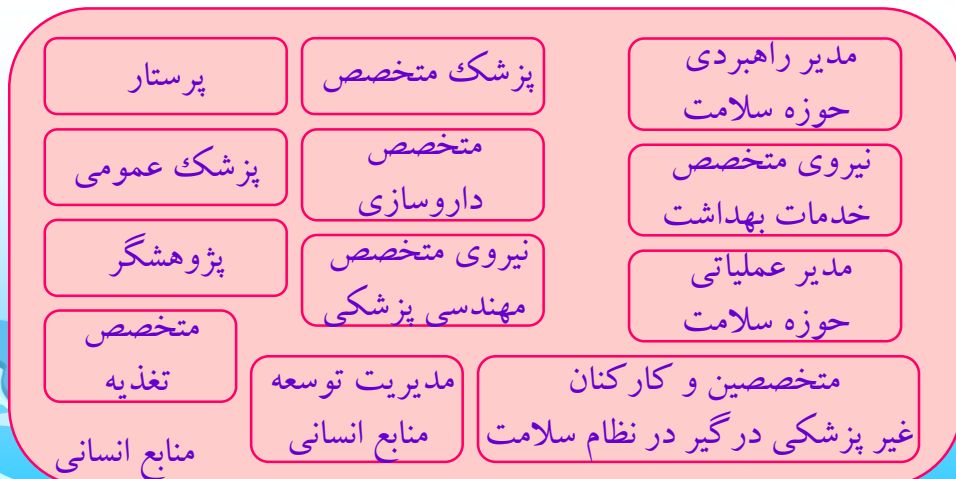 مدیر راهبردی
حوزه سلامت
پزشک متخصص
پرستار
نیروی متخصص
خدمات بهداشت
متخصص
داروسازی
پزشک عمومی
مدیر عملیاتی
حوزه سلامت
نیروی متخصص
مهندسی پزشکی
پژوهشگر
متخصص
تغذیه
متخصصین و کارکنان
غیر پزشکی درگیر در نظام سلامت
مدیریت توسعه
منابع انسانی
منابع انسانی